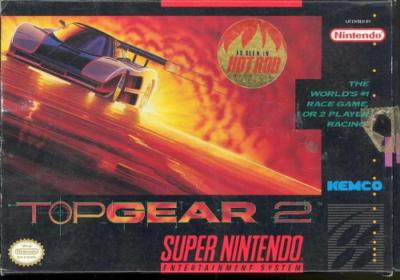 LICENSED BY
Nintendo
AS SEEN IN
HOT ROD
THE
WORLD'S #1
RACE GAME,
1 OR 2 PLAYER
RACING
KEMCO
TOPGEAR 2
SUPER NINTENDO
ENTERTAINMENT SYSTEM